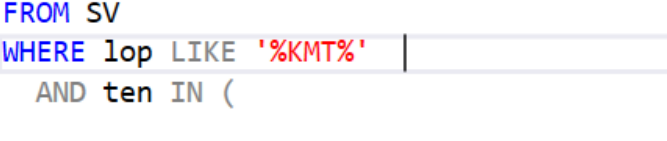 FROM SV
WHERE lop LIKE '%KMT%'
AND ten IN (